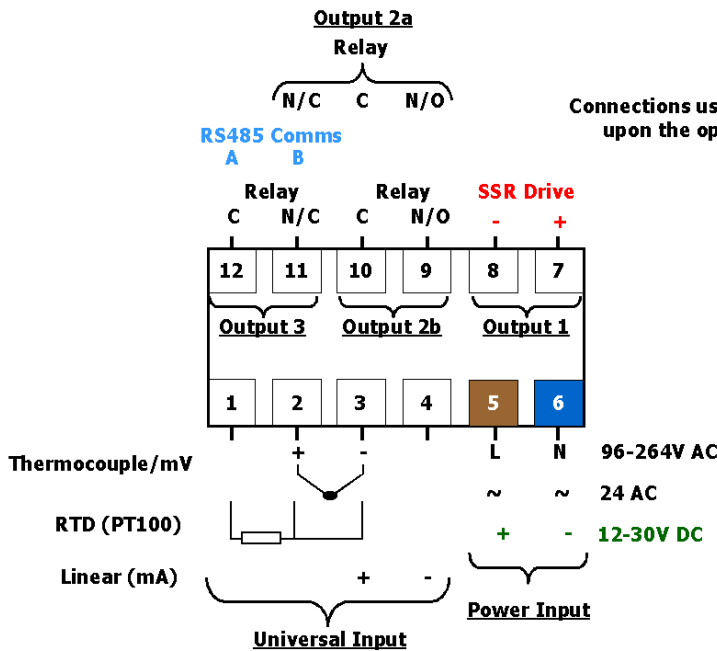 Output 2a
Relay
N/C C N/O
Connections us
upon the op
RS485 Comms
A B
Relay Relay SSR Drive
C N/C C N/O - +
12 11 10 9 8 7
Output 3 Output 2b Output 1
1 2 3 4 5 6
+ - L N 96-264V AC
Thermocouple/mV
~ ~ 24 AC
RTD (PT100)
+ - 12-30V DC
Linear (mA) + -
Power Input
Universal Input